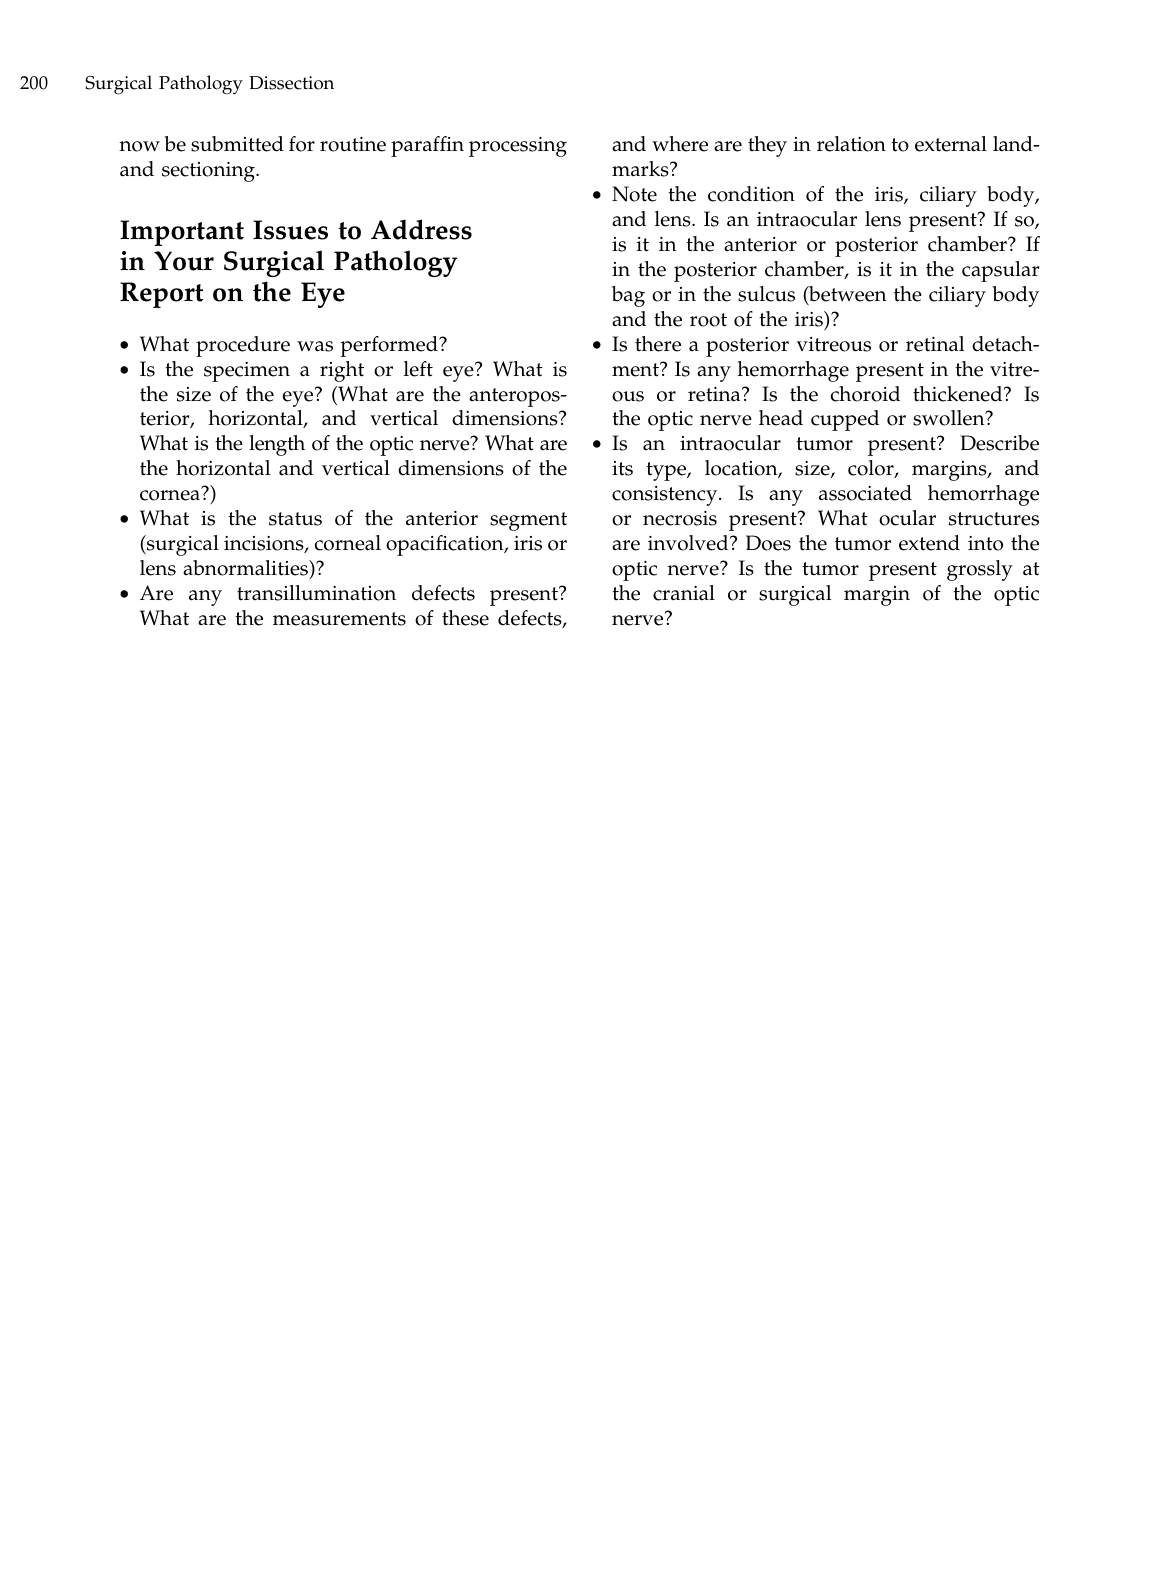 200 Surgical Pathology Dissection
now be submitted for routine paraffin processing
and sectioning.
Important Issues to Address
in Your Surgical Pathology
Report on the Eye
• What procedure was performed?
• Is the specimen a right or left eye? What is
the size of the eye? (What are the anteropos-
terior, horizontal, and vertical dimensions?
What is the length of the optic nerve? What are
the horizontal and vertical dimensions of the
cornea?)
• What is the status of the anterior segment
(surgical incisions, corneal opacification, iris or
lens abnormalities)?
• Are any transillumination defects present?
What are the measurements of these defects,
and where are they in relation to external land-
marks?
• Note the condition of the iris, ciliary body,
and lens. Is an intraocular lens present? If so,
is it in the anterior or posterior chamber? If
in the posterior chamber, is it in the capsular
bag or in the sulcus (between the ciliary body
and the root of the iris)?
• Is there a posterior vitreous or retinal detach-
ment? Is any hemorrhage present in the vitre-
ous or retina? Is the choroid thickened? Is
the optic nerve head cupped or swollen?
• Is an intraocular tumor present? Describe
its type, location, size, color, margins, and
consistency. Is any associated hemorrhage
or necrosis present? What ocular structures
are involved? Does the tumor extend into the
optic nerve? Is the tumor present grossly at
the cranial or surgical margin of the optic
nerve?